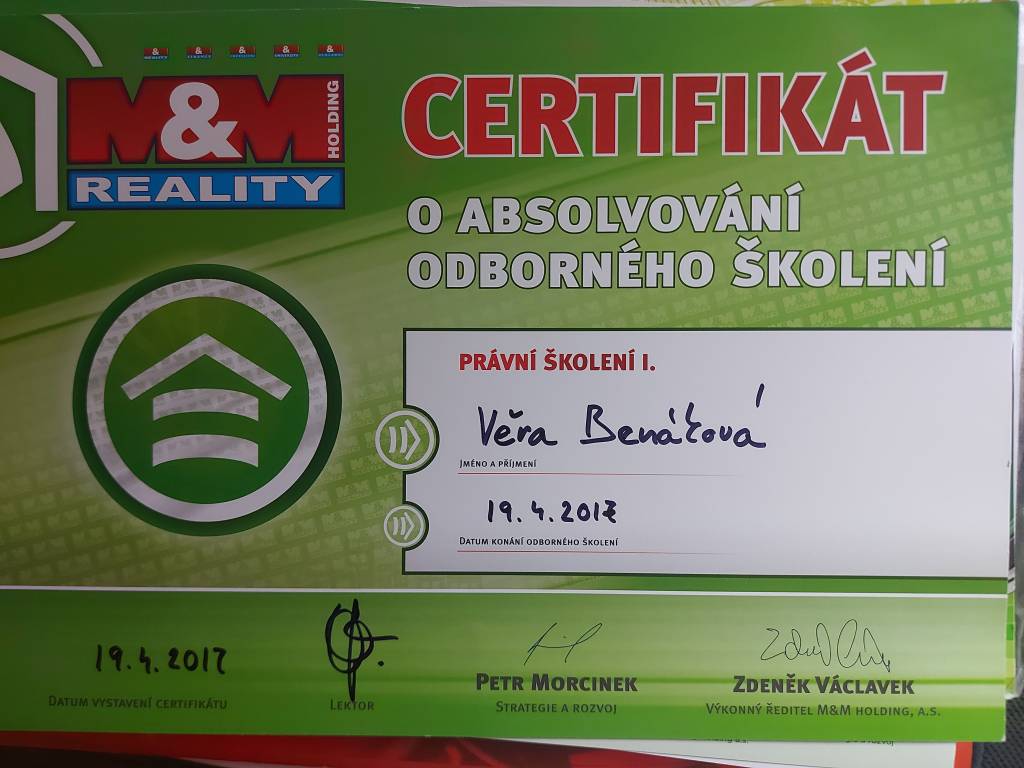 M&M
HOLDING
REALITY
CERTIFIKÁT
O ABSOLVOVÁNÍ
ODBORNÉHO ŠKOLENÍ
PRÁVNÍ ŠKOLENÍ I.
Věra Benátová
JMÉNO A PŘÍJMENÍ
19.4.2017
DATUM KONÁNÍ ODBORNÉHO ŠKOLENÍ
19.4.2017
DATUM VYSTAVENÍ CERTIFIKÁTU
LEKTOR
PETR MORCINEK
STRATEGIE A ROZVOJ
ZDENĚK VÁCLAVEK
VÝKONNÝ ŘEDITEL M&M HOLDING, A.S.